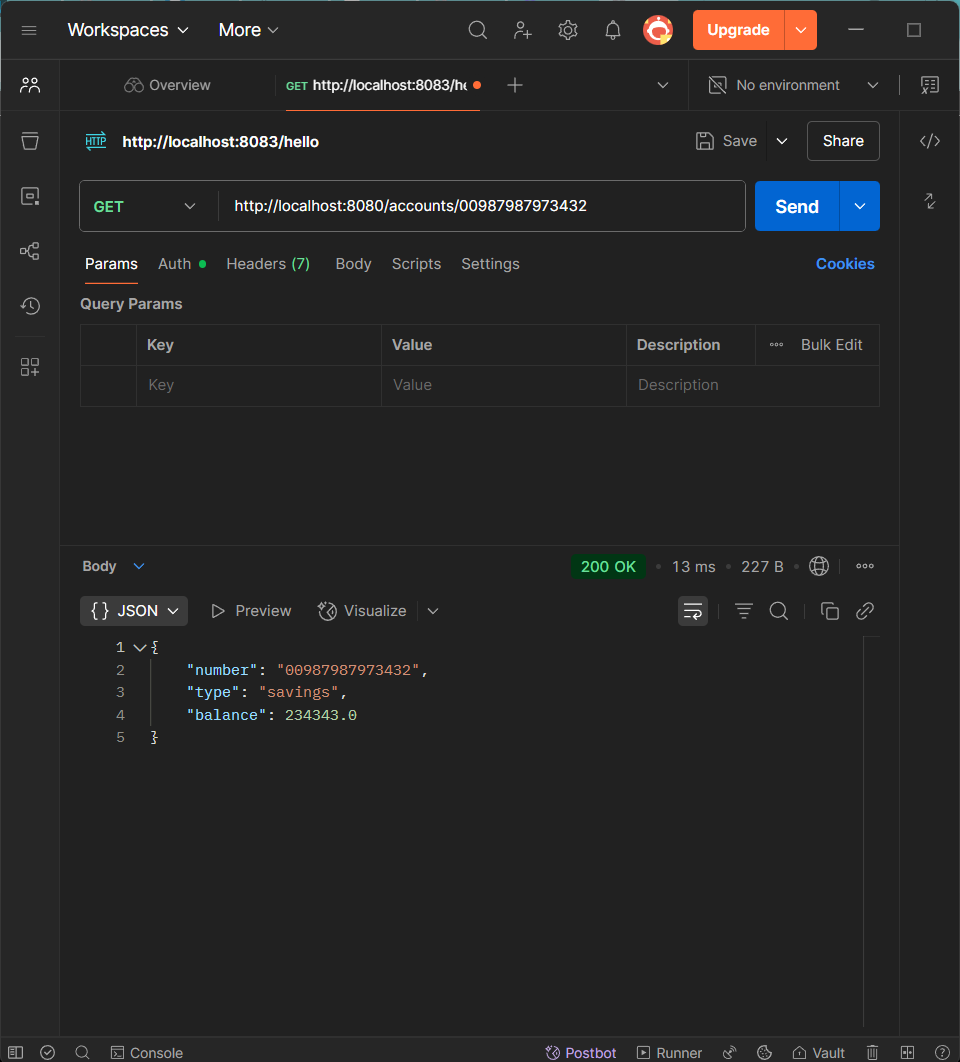 Workspaces More Upgrade
Overview GET http://localhost:8083/he No environment
HTTP http://localhost:8083/hello Save Share
GET http://localhost:8080/accounts/00987987973432 Send
Params Auth Headers (7) Body Scripts Settings Cookies
Query Params
Key Value Description Bulk Edit
Key Value Description
Body 200 OK 13 ms 227 B
{} JSON Preview Visualize
1 {
2 "number": "00987987973432",
3 "type": "savings",
4 "balance": 234343.0
5 }
Console Postbot Runner Vault